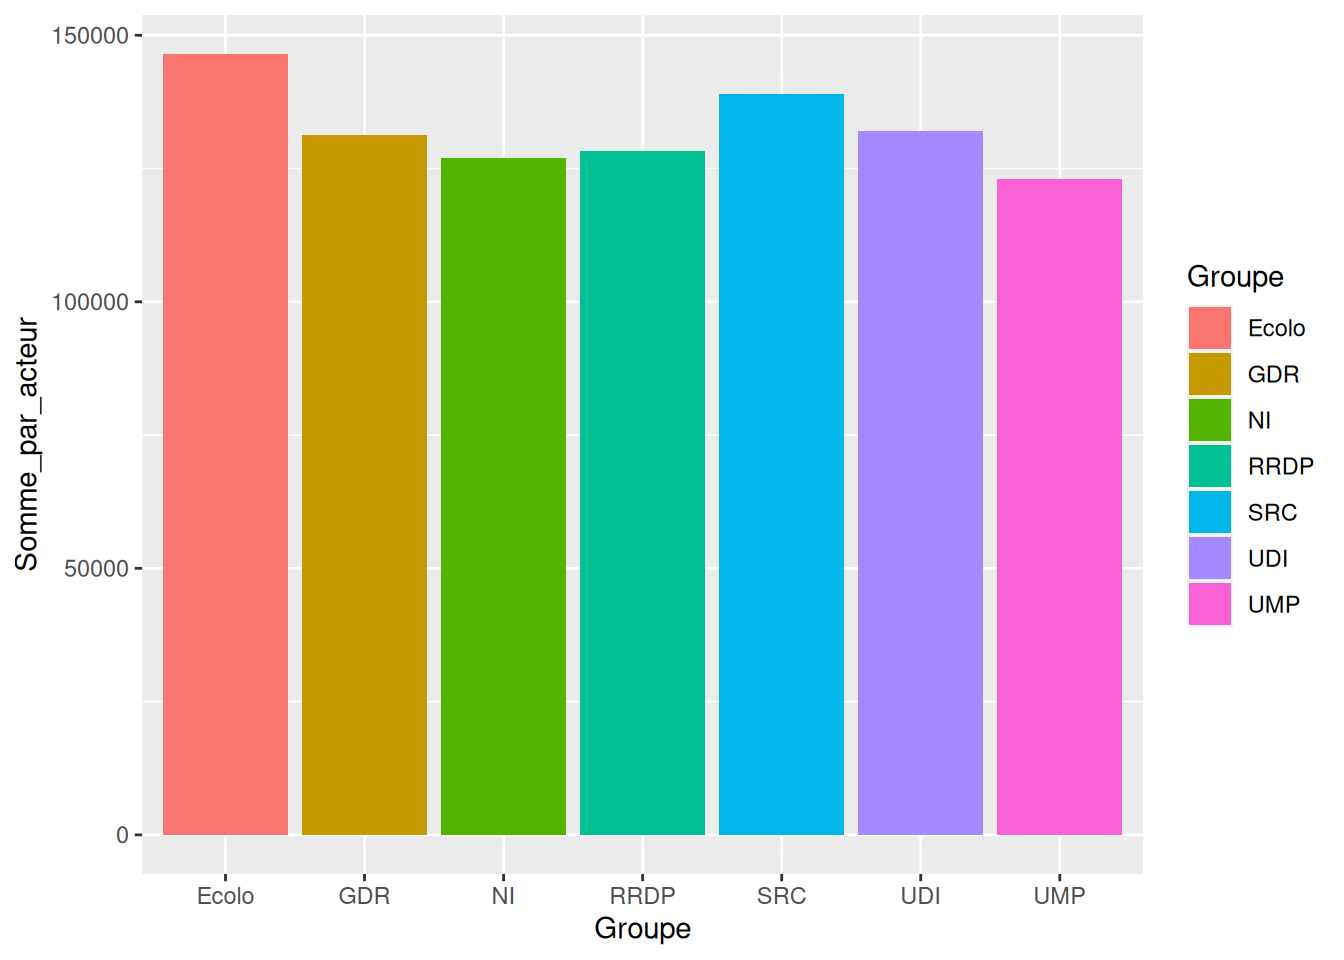 150000
100000
50000
0
Somme_par_acteur
Ecolo GDR NI RRDP SRC UDI UMP
Groupe
Groupe
Ecolo
GDR
NI
RRDP
SRC
UDI
UMP